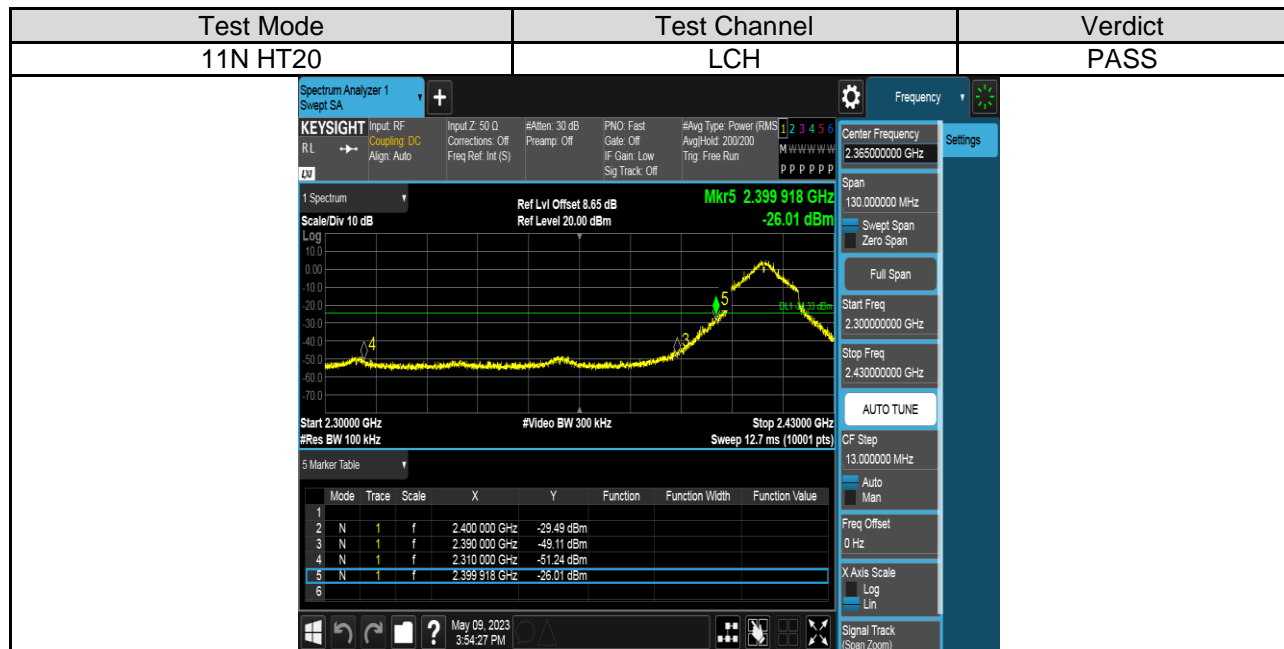 Test Mode Test Channel Verdict
11N HT20 LCH PASS
Spectrum Analyzer 1
Swept SA
+
Frequency
KEYSIGHT
RL
LXI
Input: RF
Coupling: DC
Align: Auto
Input Z: 50 Ω
Corrections: Off
Freq Ref: Int (S)
#Atten: 30 dB
Preamp: Off
PNO: Fast
Gate: Off
IF Gain: Low
Sig Track: Off
#Avg Type: Power (RMS
Avg|Hold: 200/200
Trig: Free Run
1 2 3 4 5 6
M W W W W W
P P P P P P
1 Spectrum
Scale/Div 10 dB
Ref Lvl Offset 8.65 dB
Ref Level 20.00 dBm
Mkr5 2.399 918 GHz
-26.01 dBm
Log
10.0
0.00
-10.0
-20.0
-30.0
-40.0
-50.0
-60.0
-70.0
5
4
3
Start 2.30000 GHz
#Video BW 300 kHz
Stop 2.43000 GHz
#Res BW 100 kHz
Sweep 12.7 ms (10001 pts)
5 Marker Table
Mode Trace Scale X Y Function Function Width Function Value
1
2 N 1 f 2.400 000 GHz -29.49 dBm
3 N 1 f 2.390 000 GHz -49.11 dBm
4 N 1 f 2.310 000 GHz -51.24 dBm
5 N 1 f 2.399 918 GHz -26.01 dBm
6
?
May 09, 2023
3:54:27 PM
Center Frequency
2.365000000 GHz
Settings
Span
130.000000 MHz
Swept Span
Zero Span
Full Span
Start Freq
2.300000000 GHz
Stop Freq
2.430000000 GHz
AUTO TUNE
CF Step
13.000000 MHz
Auto
Man
Freq Offset
0 Hz
X Axis Scale
Log
Lin
Signal Track
(Span Zoom)